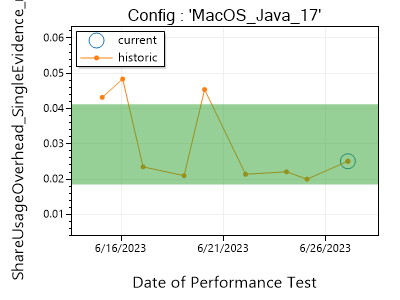 Config : 'MacOS_Java_17'
ShareUsageOverhead_SingleEvidence_
0.06
0.05
0.04
0.03
0.02
0.01
current
historic
6/16/2023
6/21/2023
6/26/2023
Date of Performance Test